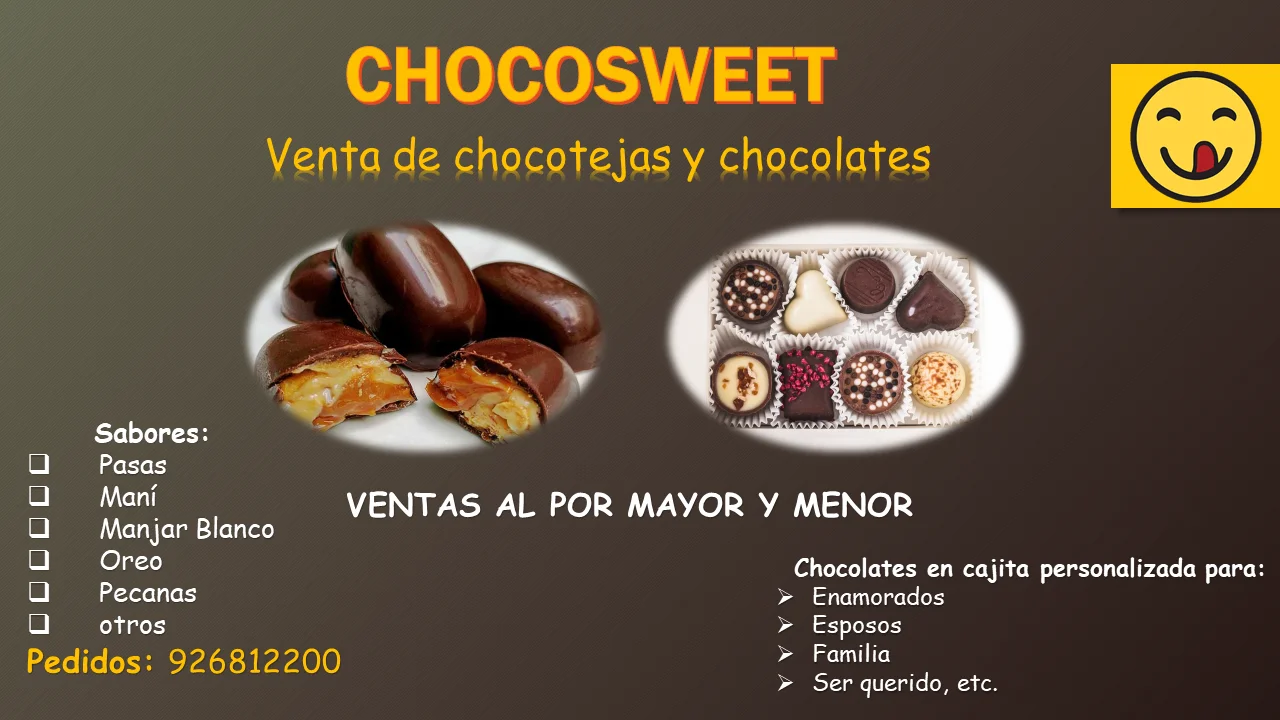 CHOCOSWEET
Venta de chocotejas y chocolates
Sabores:
❑ Pasas
❑ Maní
❑ Manjar Blanco
❑ Oreo
❑ Pecanas
❑ otros
Pedidos: 926812200
VENTAS AL POR MAYOR Y MENOR
Chocolates en cajita personalizada para:
➢ Enamorados
➢ Esposos
➢ Familia
➢ Ser querido, etc.